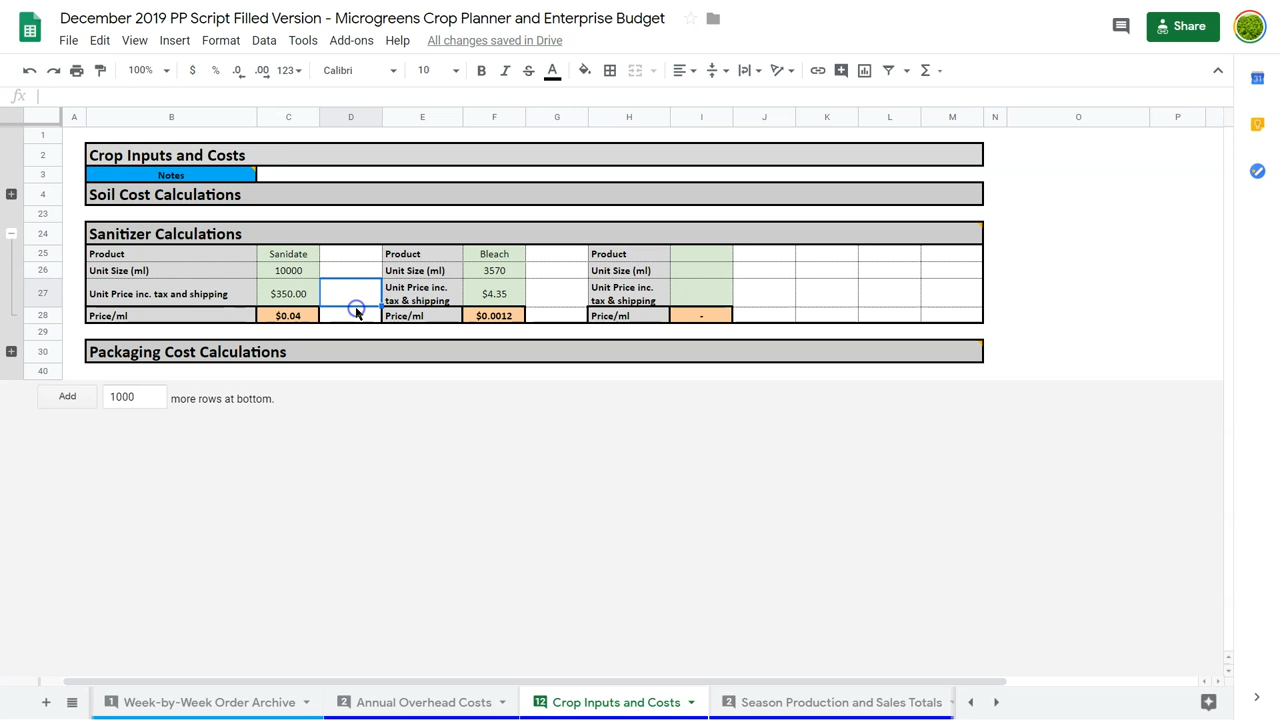 December 2019 PP Script Filled Version - Microgreens Crop Planner and Enterprise Budget
File Edit View Insert Format Data Tools Add-ons Help All changes saved in Drive
Share
100% $ % .0 .00 123 Calibri 10 B I S A Σ
fx
A B C D E F G H I J K L M N O P
1
2 Crop Inputs and Costs
3 Notes
4 Soil Cost Calculations
23
24 Sanitizer Calculations
25 Product Sanidate Product Bleach Product
26 Unit Size (ml) 10000 Unit Size (ml) 3570 Unit Size (ml)
27 Unit Price inc. tax and shipping $350.00 Unit Price inc. tax & shipping $4.35 Unit Price inc. tax & shipping
28 Price/ml $0.04 Price/ml $0.0012 Price/ml -
29
30 Packaging Cost Calculations
40
Add 1000 more rows at bottom.
1 Week-by-Week Order Archive 2 Annual Overhead Costs 12 Crop Inputs and Costs 2 Season Production and Sales Totals